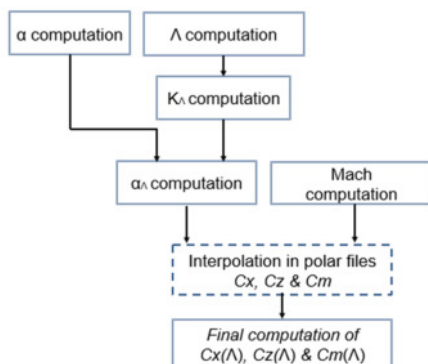 α computation
Λ computation
KΛ computation
αΛ computation
Mach
computation
Interpolation in polar files
Cx, Cz & Cm
Final computation of
Cx(Λ), Cz(Λ) & Cm(Λ)